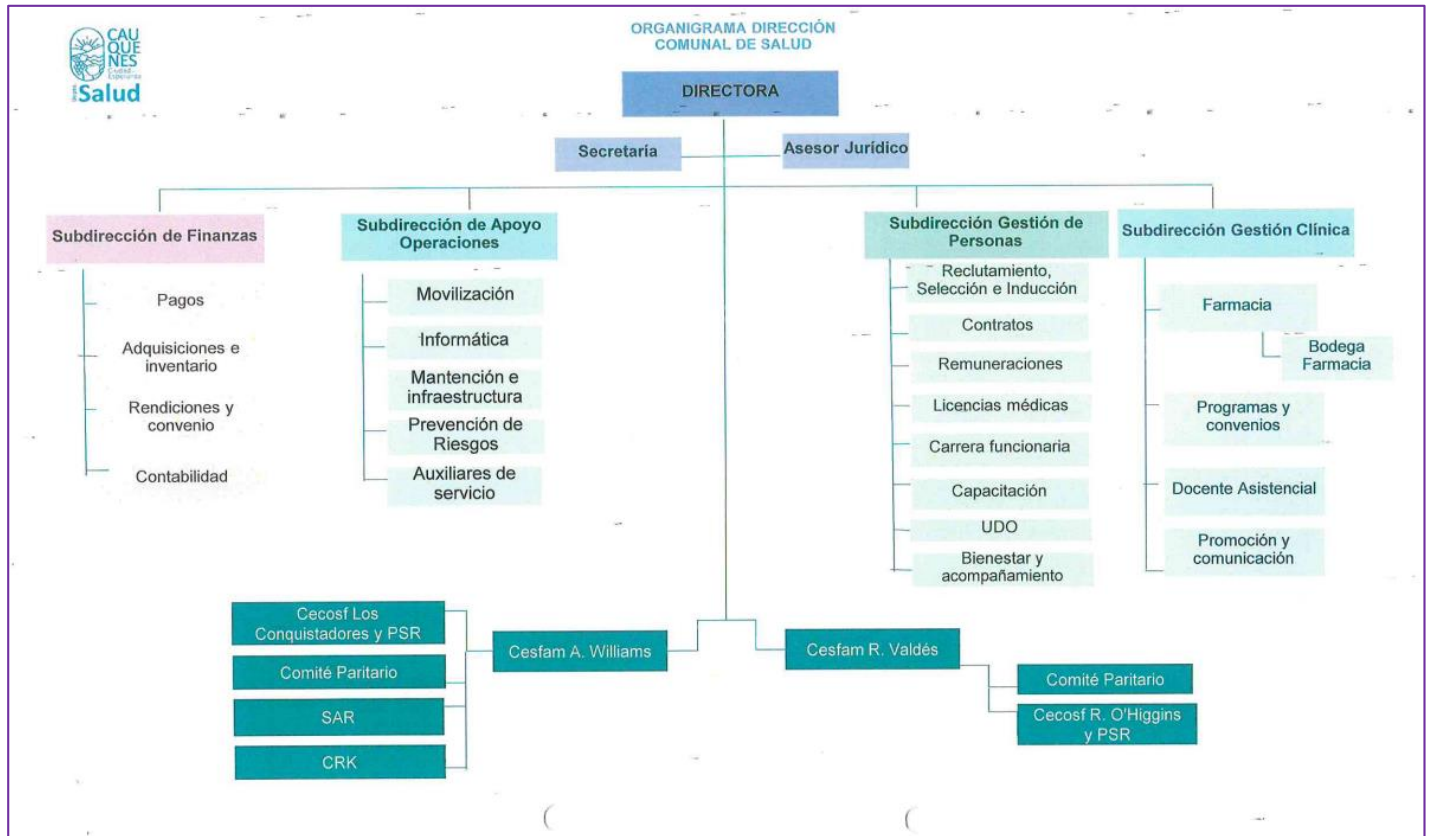 CAU
QUE
NES
Salud
ORGANIGRAMA DIRECCIÓN
COMUNAL DE SALUD
DIRECTORA
Secretaría
Asesor Jurídico
Subdirección de Finanzas
Pagos
Adquisiciones e
inventario
Rendiciones y
convenio
Contabilidad
Subdirección de Apoyo
Operaciones
Movilización
Informática
Mantención e
infraestructura
Prevención de
Riesgos
Auxiliares de
servicio
Subdirección Gestión de
Personas
Reclutamiento,
Selección e Inducción
Contratos
Remuneraciones
Licencias médicas
Carrera funcionaria
Capacitación
UDO
Bienestar y
acompañamiento
Subdirección Gestión Clínica
Farmacia
Bodega
Farmacia
Programas y
convenios
Docente Asistencial
Promoción y
comunicación
Cesfam A. Williams
Cecosf Los
Conquistadores y PSR
Comité Paritario
SAR
CRK
Cesfam R. Valdés
Comité Paritario
Cecosf R. O'Higgins
y PSR